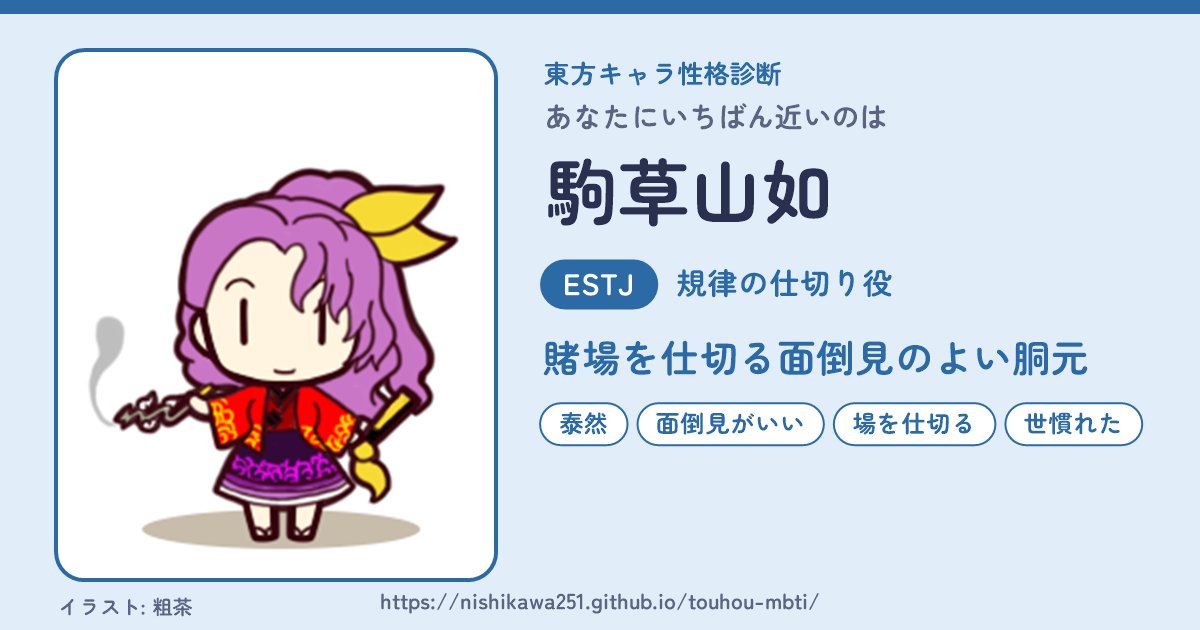 東方キャラ性格診断
あなたにいちばん近いのは
駒草山如
ESTJ 規律の仕切り役
賭場を仕切る面倒見のよい胴元
泰然 面倒見がいい 場を仕切る 世慣れた
イラスト: 粗茶
https://nishikawa251.github.io/touhou-mbti/